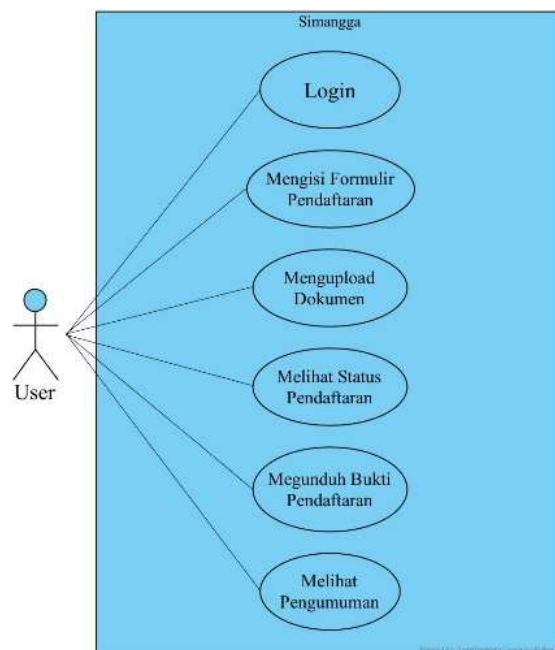 Simangga
Login
Mengisi Formulir
Pendaftaran
Mengupload
Dokumen
Melihat Status
Pendaftaran
User
Megunduh Bukti
Pendaftaran
Melihat
Pengumuman